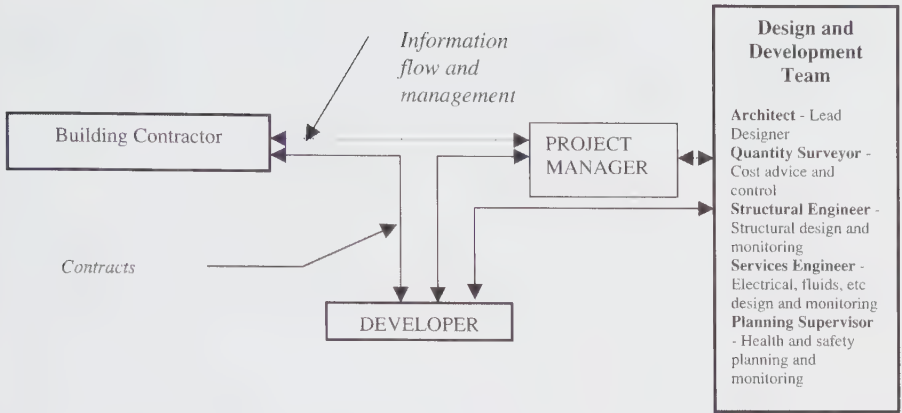 Information
flow and
management
Building Contractor
PROJECT
MANAGER
Contracts
DEVELOPER
Design and
Development
Team
Architect - Lead
Designer
Quantity Surveyor -
Cost advice and
control
Structural Engineer -
Structural design and
monitoring
Services Engineer -
Electrical, fluids, etc
design and monitoring
Planning Supervisor
- Health and safety
planning and
monitoring